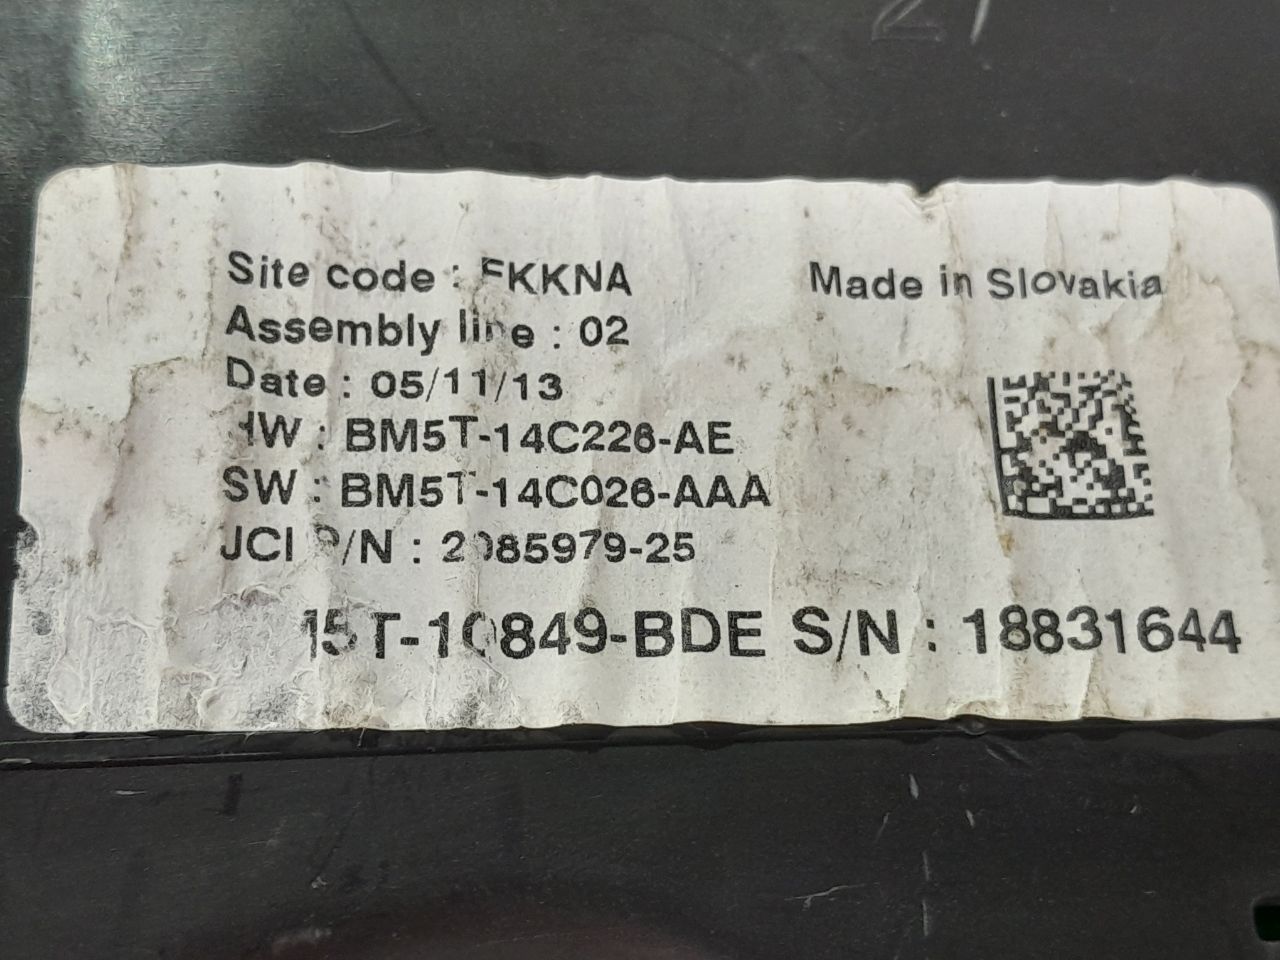 Site code : FKKNA
Made in Slovakia
Assembly line : 02
Date : 05/11/13
HW : BM5T-14C226-AE
SW : BM5T-14C026-AAA
JCI P/N : 2085979-25
15T-10849-BDE S/N : 18831644